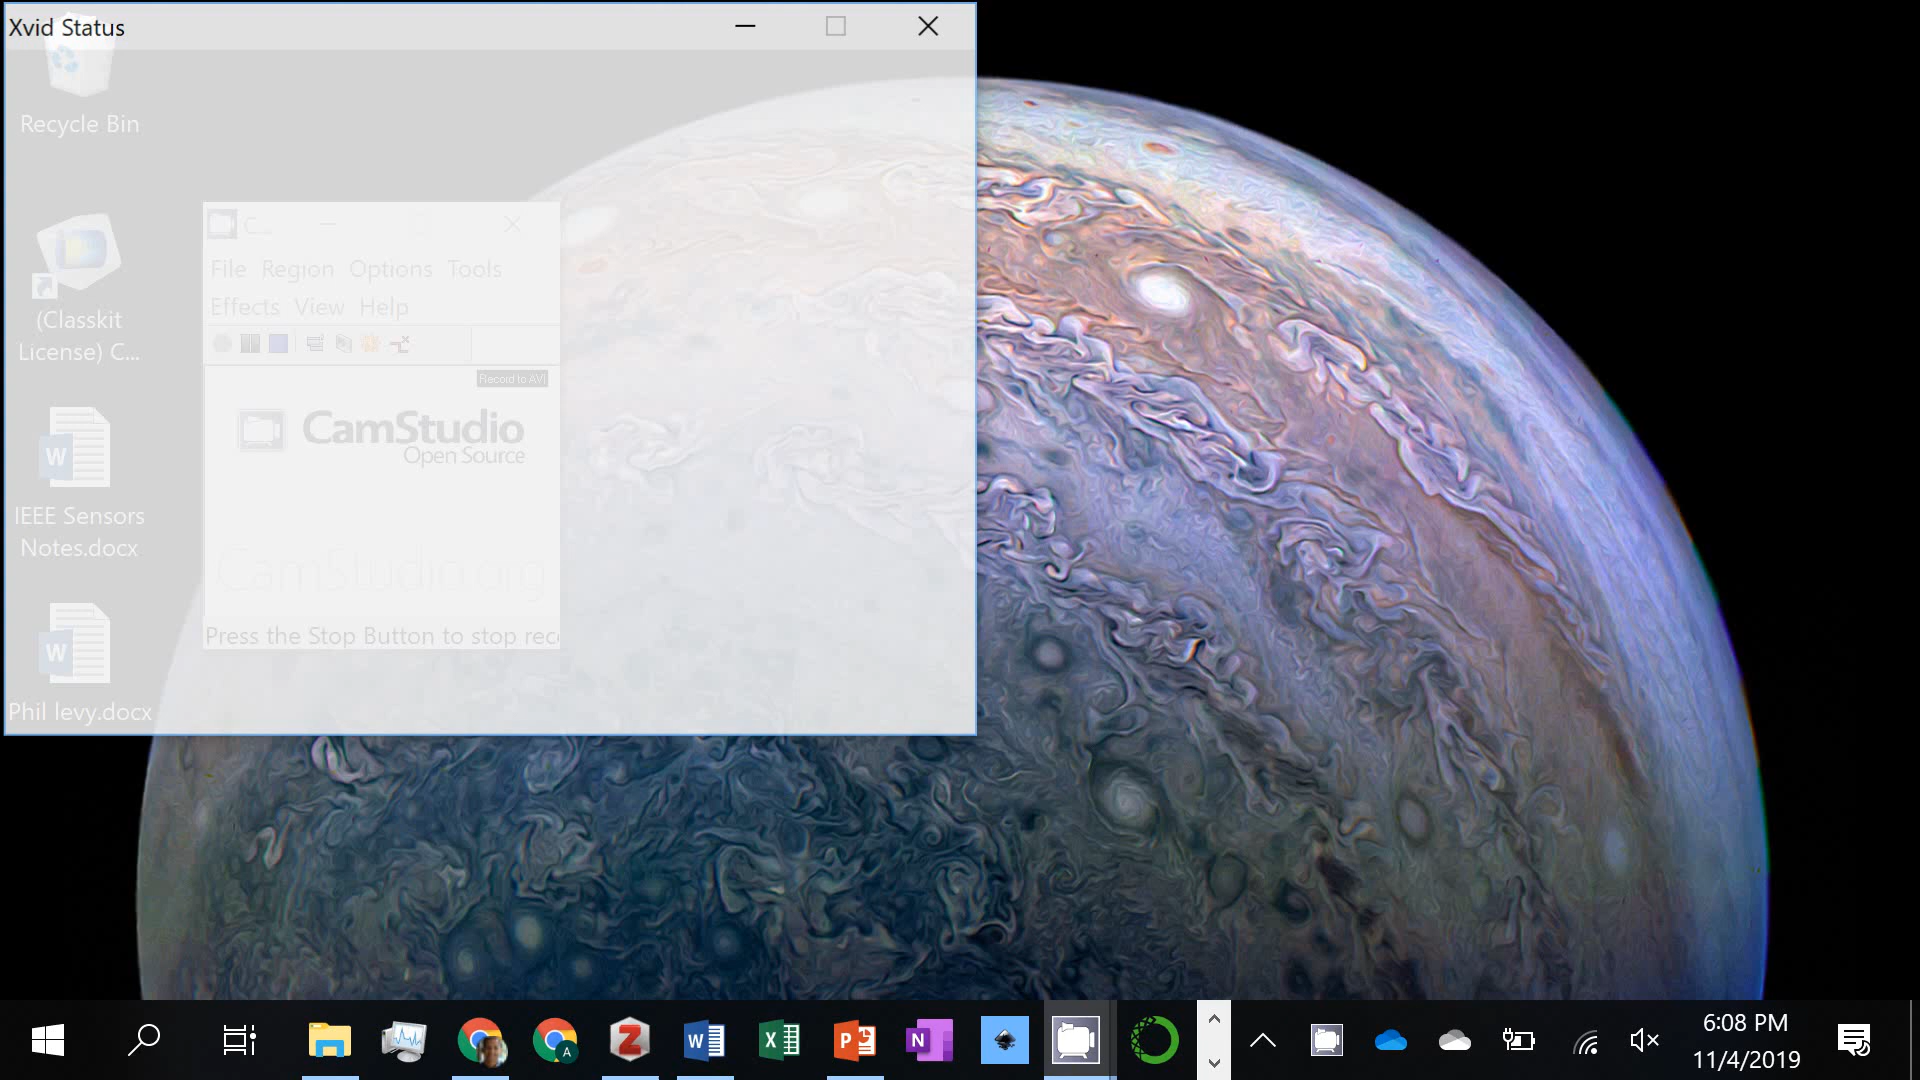 Xvid Status
Recycle Bin
(Classkit
License) C...
IEEE Sensors
Notes.docx
Phil levy.docx
C...
File Region Options Tools
Effects View Help
Record to AVI
CamStudio
Open Source
CamStudio.org
Press the Stop Button to stop rec
A
6:08 PM
11/4/2019